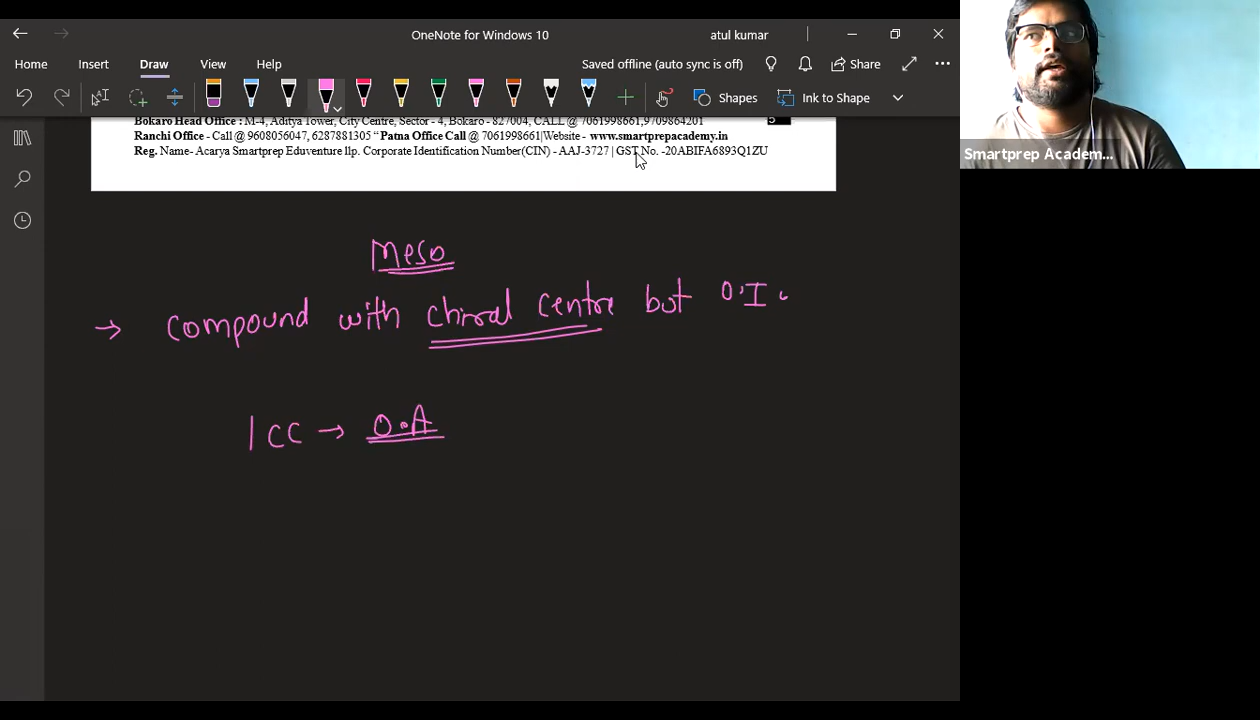 OneNote for Windows 10
atul kumar
Home Insert Draw View Help Saved offline (auto sync is off) Share
Shapes Ink to Shape
Bokaro Head Office : M-4, Aditya Tower, City Centre, Sector - 4, Bokaro - 827004, CALL @ 7061998661,9709864201
5
Ranchi Office - Call @ 9608056047, 6287881305 “ Patna Office Call @ 7061998661|Website - www.smartprepacademy.in
Reg. Name- Acarya Smartprep Eduventure llp. Corporate Identification Number(CIN) - AAJ-3727 | GST No. -20ABIFA6893Q1ZU
Smartprep Academ...
Meso
→ compound with chiral centre but O.I.
1 CC → O.A